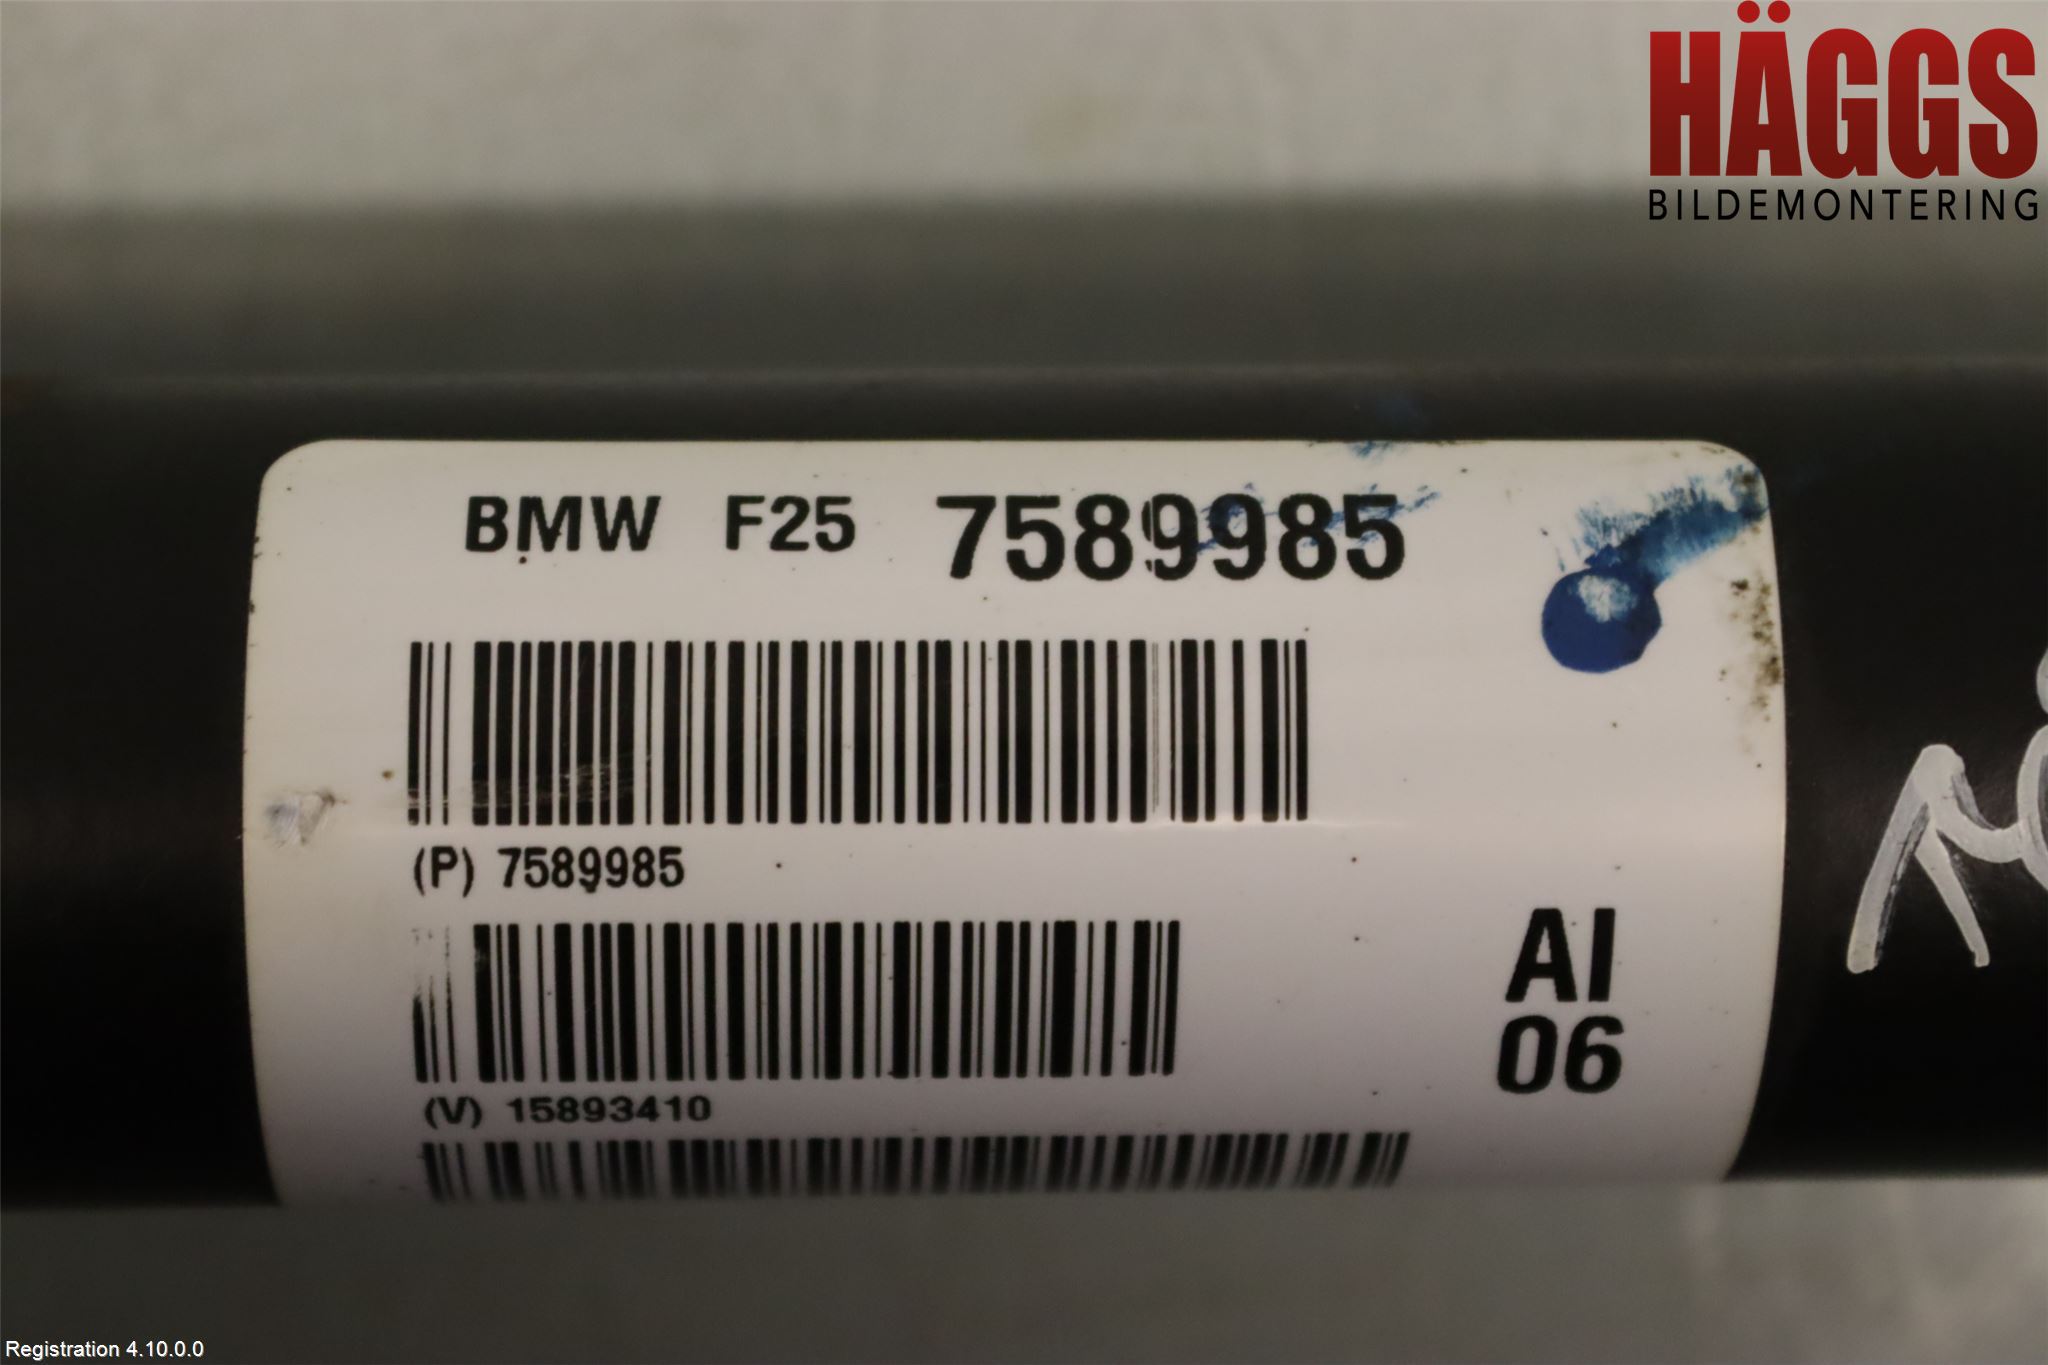 HÄGGS
BILDEMONTERING
BMW F25 7589985
(P) 7589985
AI
06
(V) 15893410
Registration 4.10.0.0